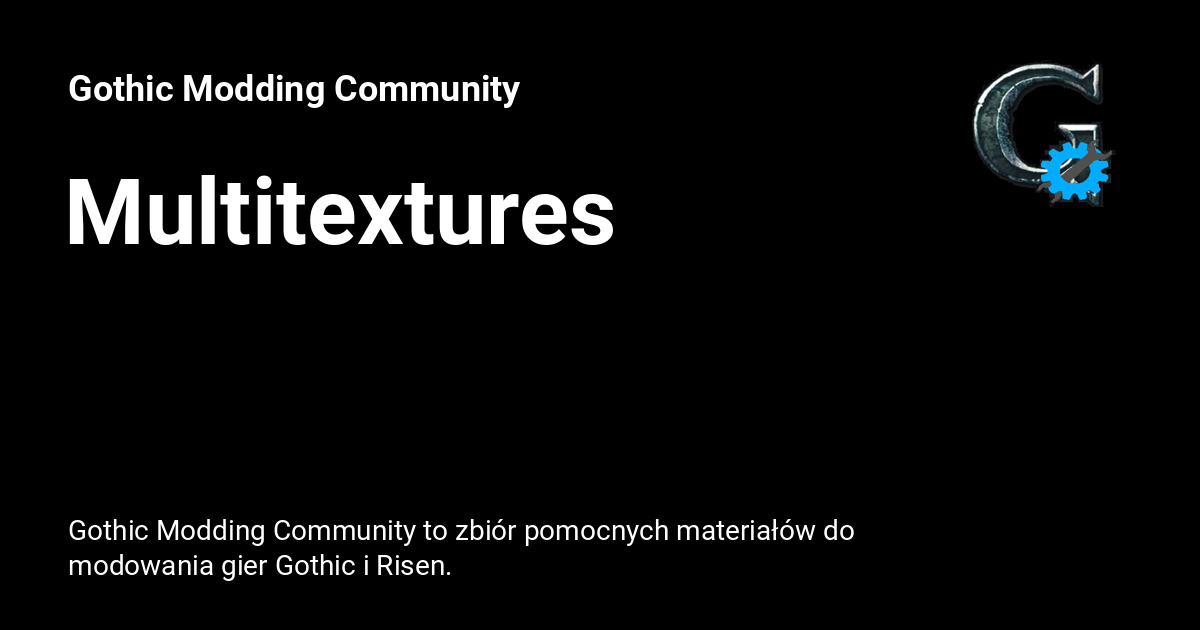 Gothic Modding Community
Multitextures
Gothic Modding Community to zbiór pomocnych materiałów do
modowania gier Gothic i Risen.